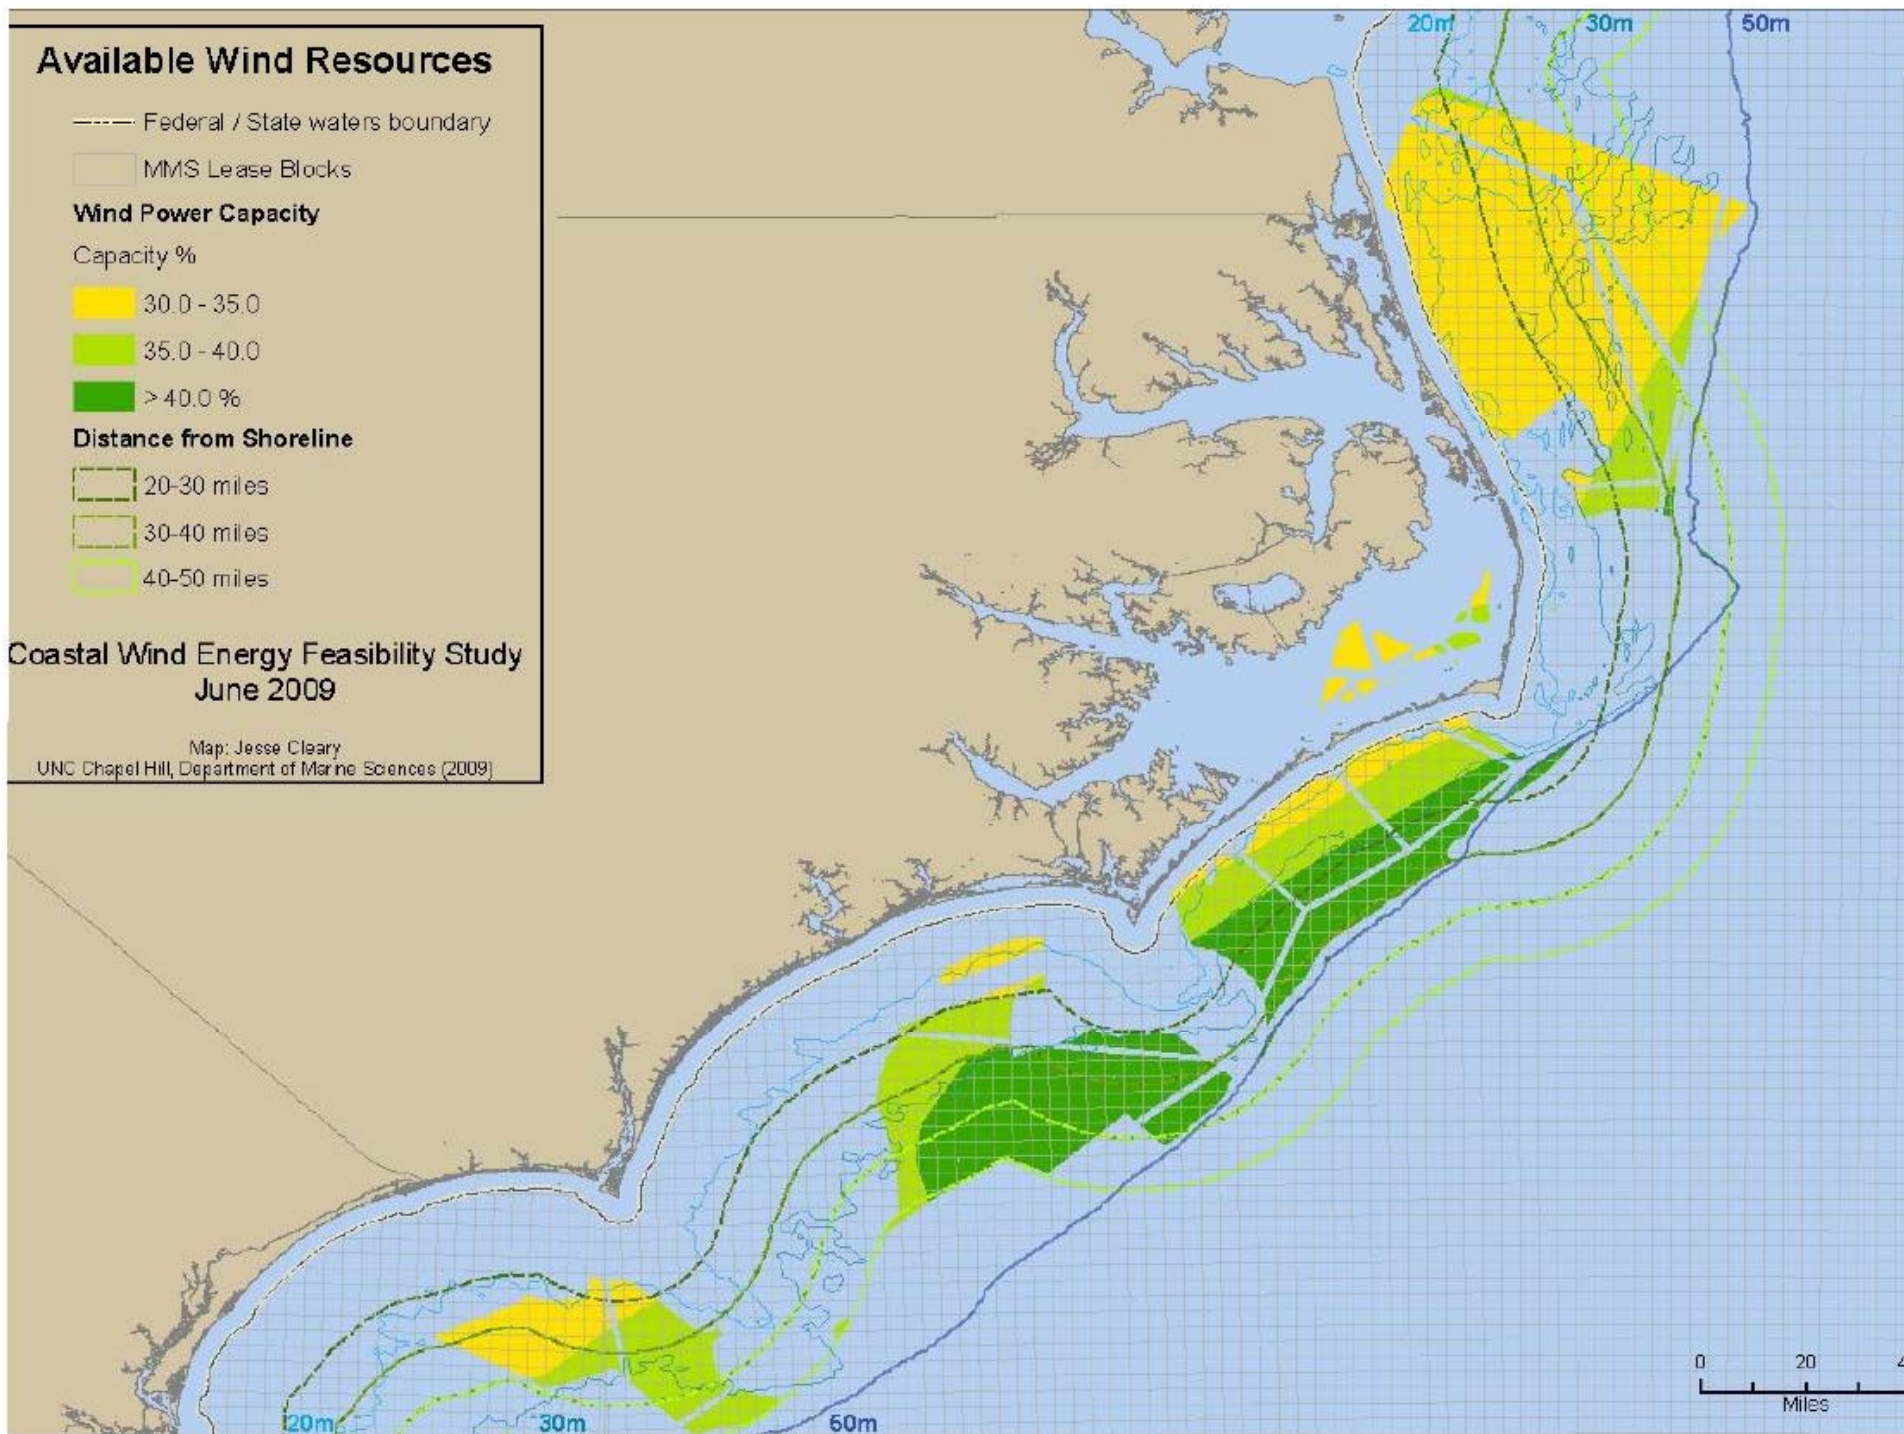 Available Wind Resources
Federal / State waters boundary
MMS Lease Blocks
Wind Power Capacity
Capacity %
30.0 - 35.0
35.0 - 40.0
> 40.0 %
Distance from Shoreline
20-30 miles
30-40 miles
40-50 miles
Coastal Wind Energy Feasibility Study
June 2009
Map: Jesse Cleary
UNC Chapel Hill, Department of Marine Sciences (2009)
20m 30m 50m
20m 30m 50m
0 20 4
Miles